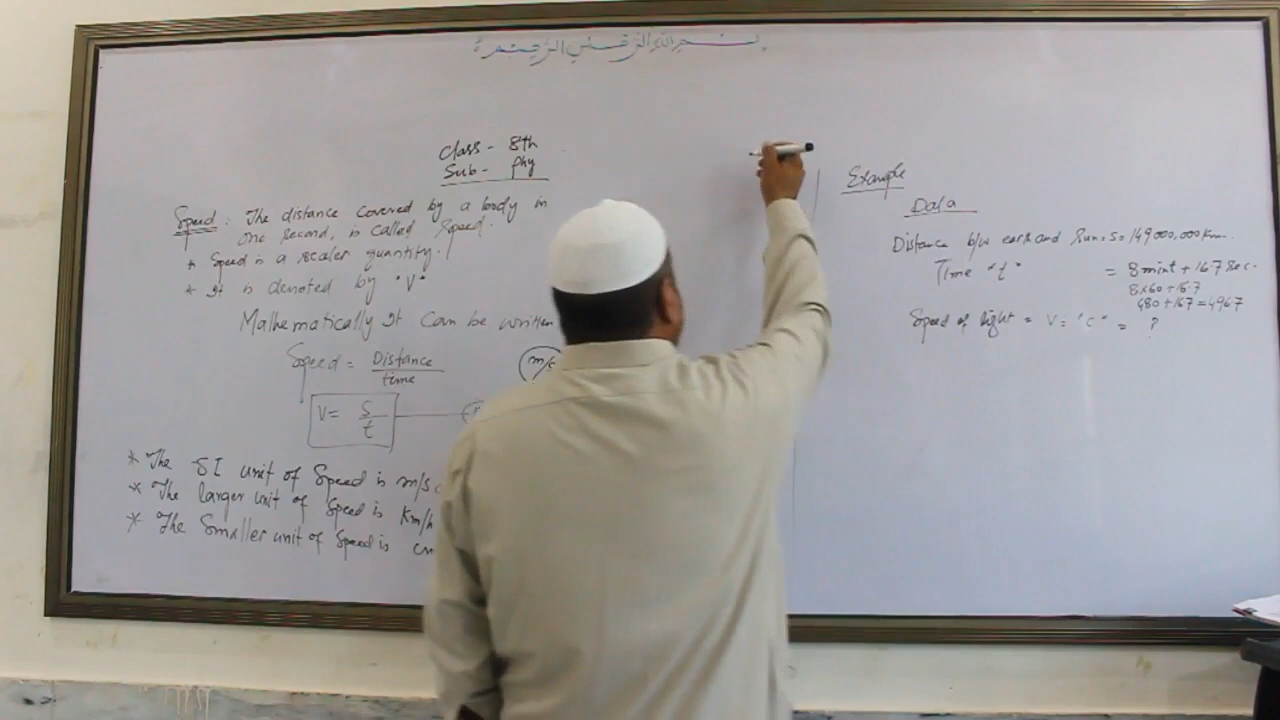 بسم الله الرحمن الرحيم
Class - 8th
Sub - Phy
Speed : The distance covered by a body in
one second, is called Speed.
* Speed is a scaler quantity.
* It is denoted by "V"
Mathematically It can be written
Speed = Distance / time
m/s
V = S / t
* The SI unit of Speed is m/s
* The larger unit of Speed is Km/h
* The Smaller unit of Speed is cm
Example
Data
Distance b/w earth and Sun = S = 149000,000 Km.
Time "t" = 8 mint + 16.7 Sec.
8x60 + 16.7
480 + 16.7 = 496.7
Speed of light = V = "c" = ?